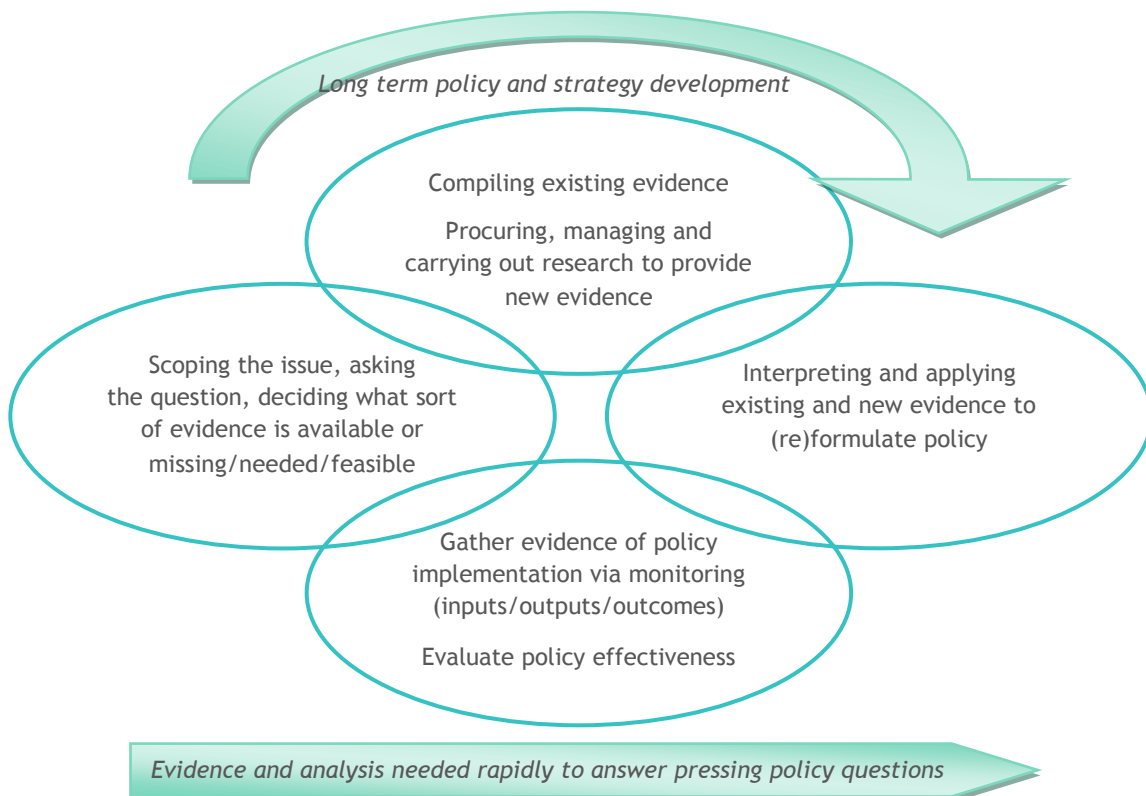 Long term policy and strategy development
Compiling existing evidence
Procuring, managing and
carrying out research to provide
new evidence
Scoping the issue, asking
the question, deciding what sort
of evidence is available or
missing/needed/feasible
Interpreting and applying
existing and new evidence to
(re)formulate policy
Gather evidence of policy
implementation via monitoring
(inputs/outputs/outcomes)
Evaluate policy effectiveness
Evidence and analysis needed rapidly to answer pressing policy questions